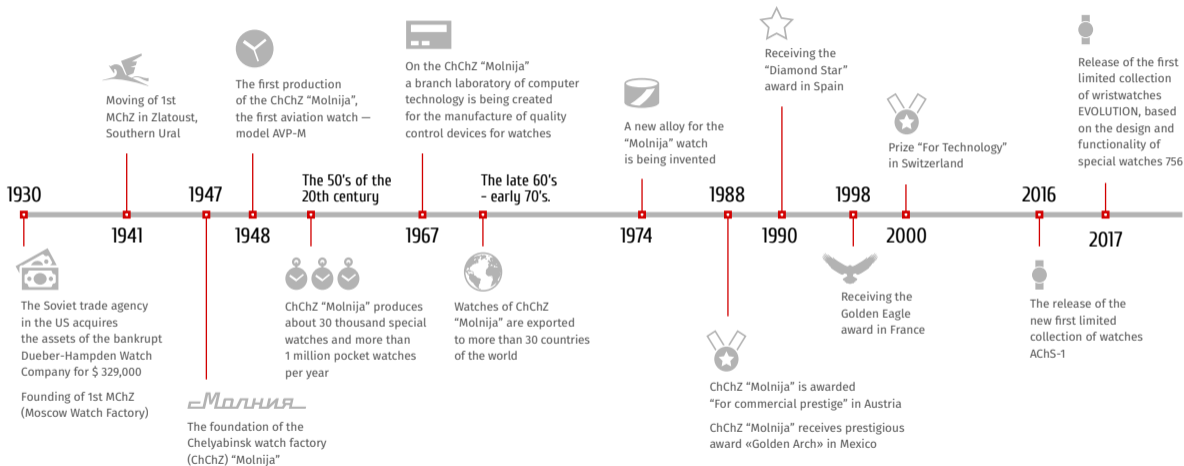 1930
The Soviet trade agency
in the US acquires
the assets of the bankrupt
Dueber-Hampden Watch
Company for $ 329,000
Founding of 1st MChZ
(Moscow Watch Factory)
Moving of 1st
MChZ in Zlatoust,
Southern Ural
1941
1947
Молния
The foundation of the
Chelyabinsk watch factory
(ChChZ) “Molnija”
The first production
of the ChChZ “Molnija”,
the first aviation watch —
model AVP-M
1948
The 50's of the
20th century
ChChZ “Molnija” produces
about 30 thousand special
watches and more than
1 million pocket watches
per year
On the ChChZ “Molnija”
a branch laboratory of computer
technology is being created
for the manufacture of quality
control devices for watches
1967
The late 60's
- early 70's.
Watches of ChChZ
“Molnija” are exported
to more than 30 countries
of the world
A new alloy for the
“Molnija” watch
is being invented
1974
1988
ChChZ “Molnija” is awarded
“For commercial prestige” in Austria
ChChZ “Molnija” receives prestigious
award «Golden Arch» in Mexico
Receiving the
“Diamond Star”
award in Spain
1990
1998
Receiving the
Golden Eagle
award in France
Prize “For Technology”
in Switzerland
2000
2016
The release of the
new first limited
collection of watches
AChS-1
Release of the first
limited collection
of wristwatches
EVOLUTION, based
on the design and
functionality of
special watches 756
2017